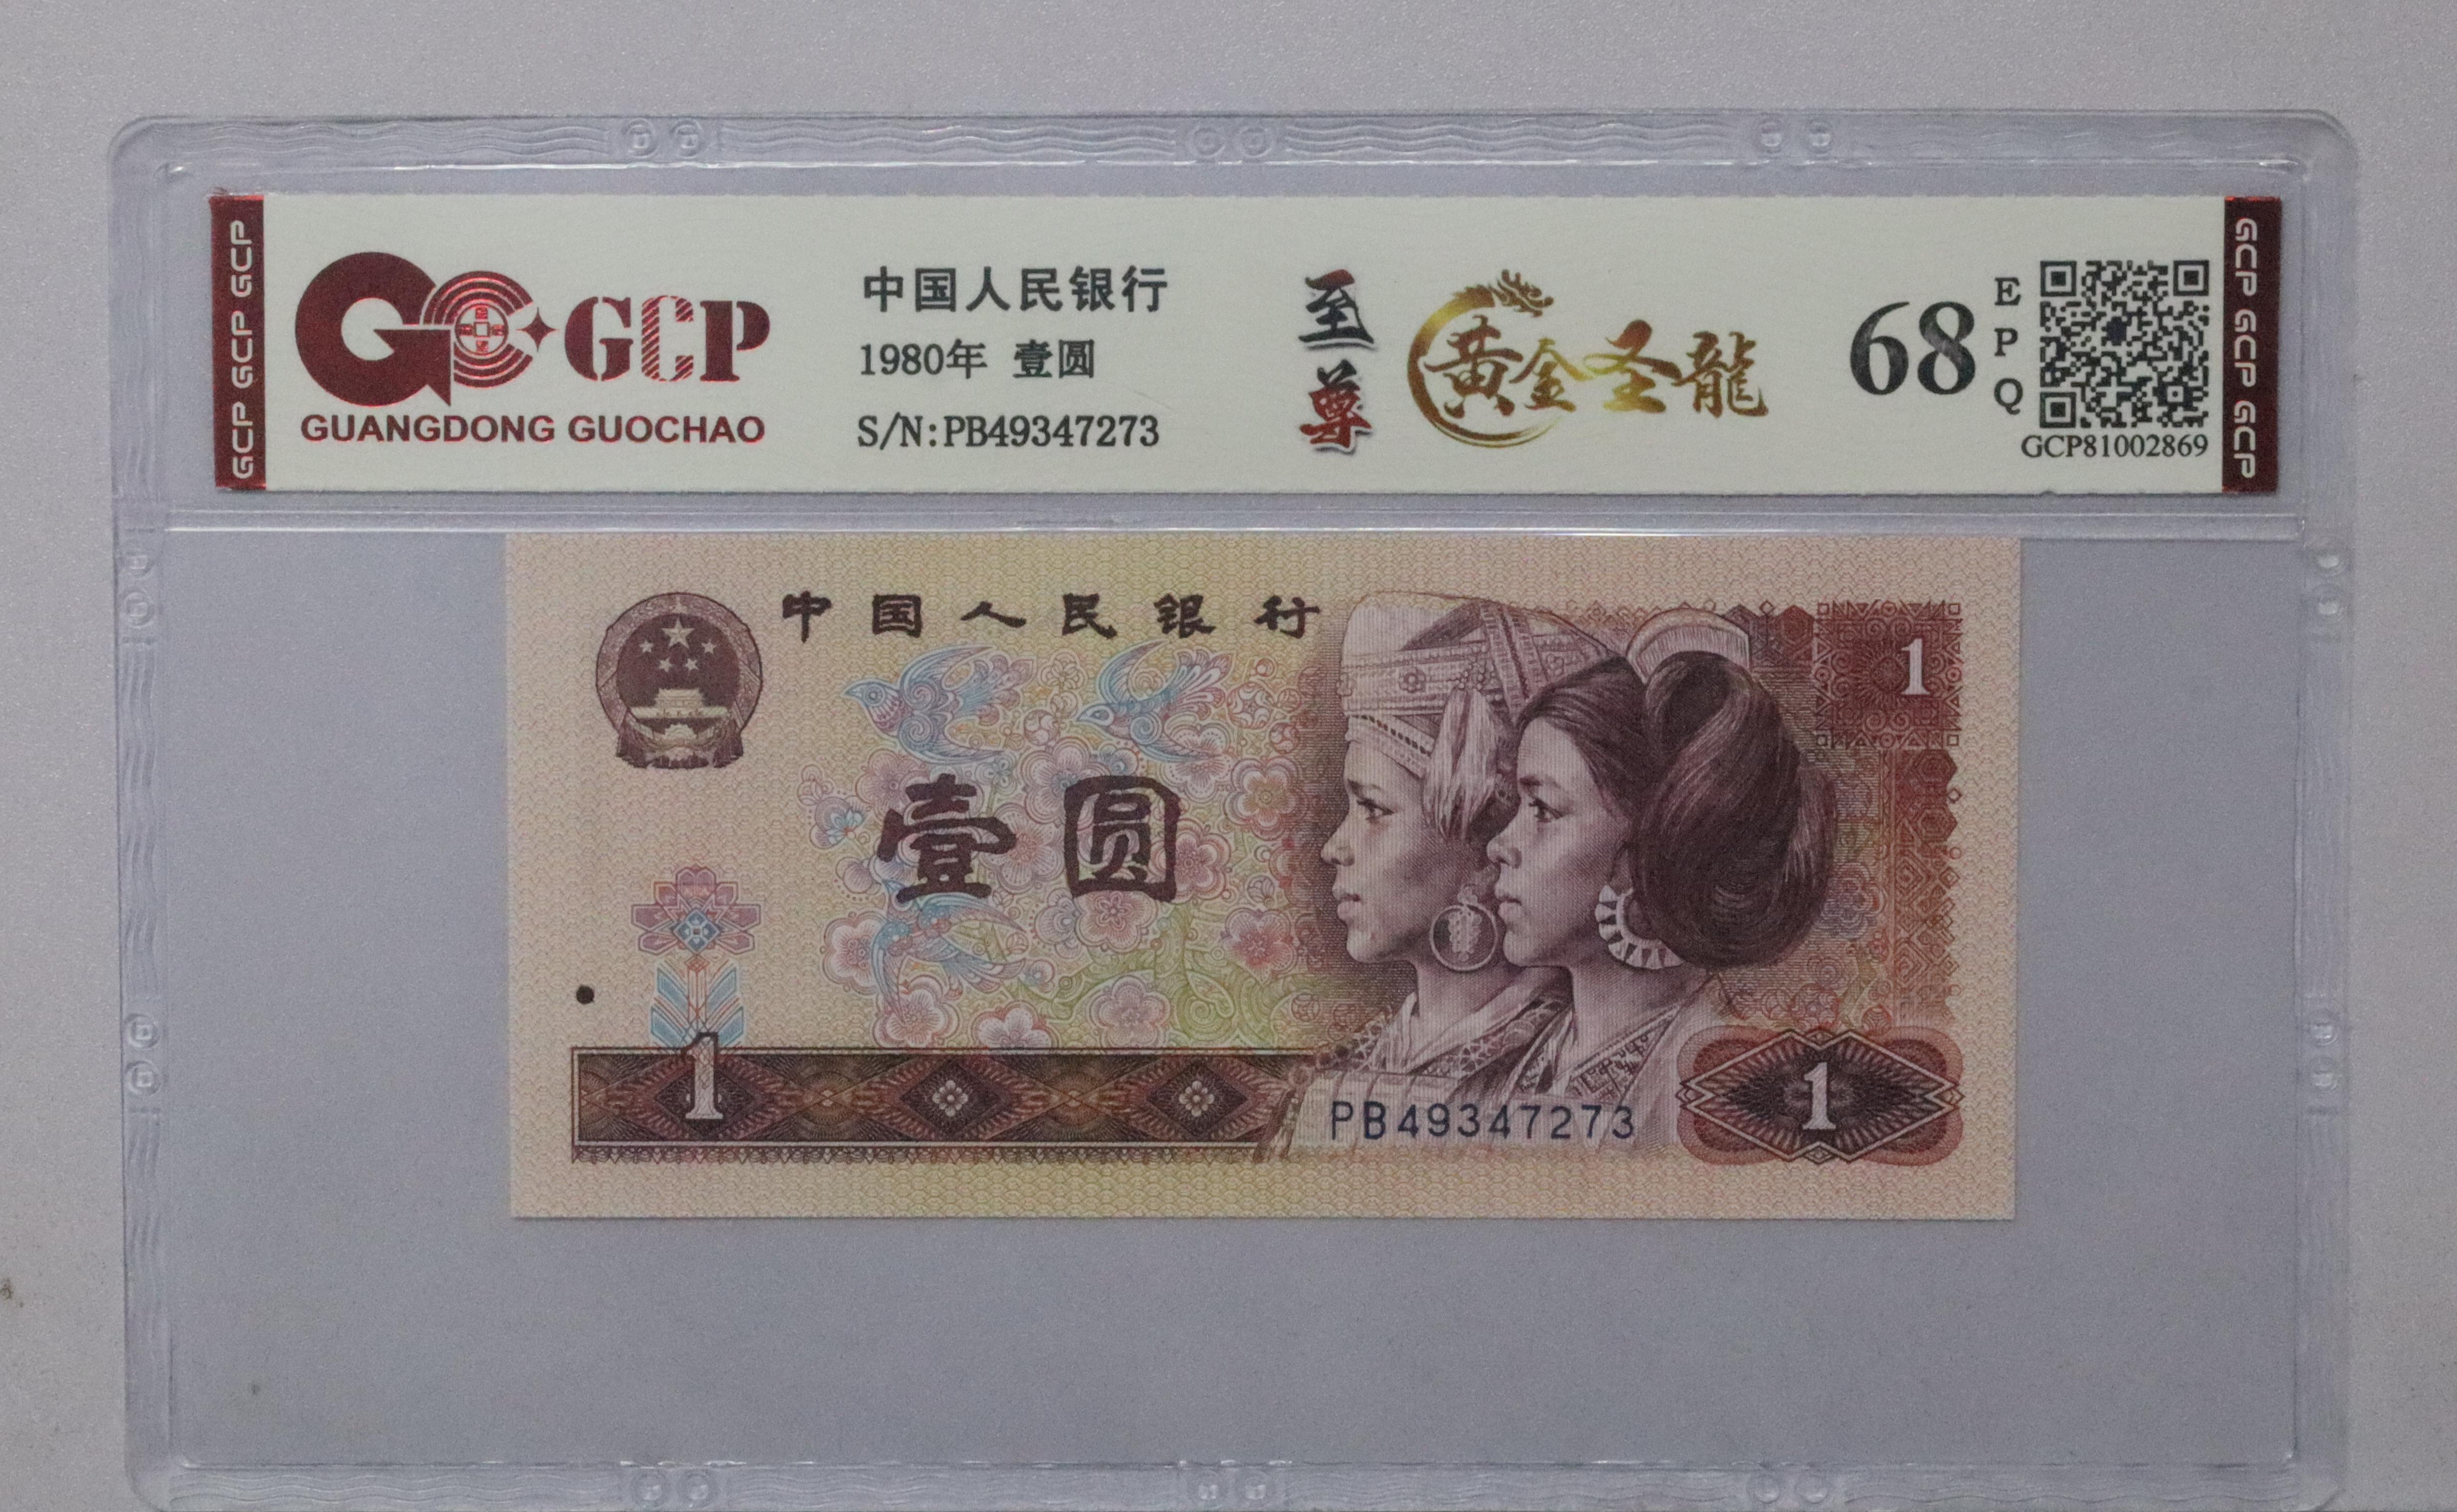 GCP GCP GCP
GCP
GUANGDONG GUOCHAO
中国人民银行
1980年 壹圆
S/N:PB49347273
至尊
黄金圣龍
68
EPQ
GCP81002869
GCP GCP GCP
中国人民银行
1
壹圆
1
PB49347273
1